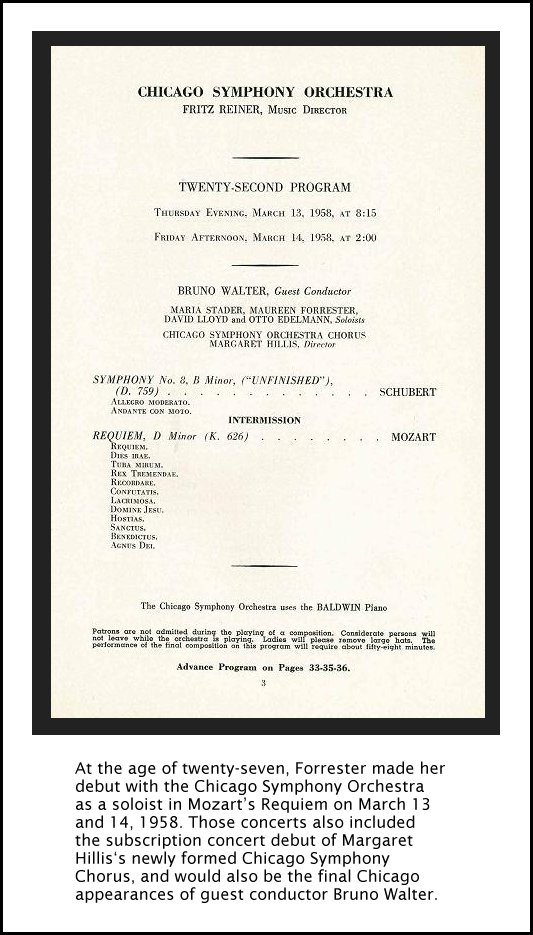 CHICAGO SYMPHONY ORCHESTRA
FRITZ REINER, MUSIC DIRECTOR
TWENTY-SECOND PROGRAM
THURSDAY EVENING, MARCH 13, 1958, AT 8:15
FRIDAY AFTERNOON, MARCH 14, 1958, AT 2:00
BRUNO WALTER, Guest Conductor
MARIA STADER, MAUREEN FORRESTER,
DAVID LLOYD and OTTO EDELMANN, Soloists
CHICAGO SYMPHONY ORCHESTRA CHORUS
MARGARET HILLIS, Director
SYMPHONY No. 8, B Minor, ("UNFINISHED"),
(D. 759) . . . . . . . . . . . . . SCHUBERT
ALLEGRO MODERATO.
ANDANTE CON MOTO.
INTERMISSION
REQUIEM, D Minor (K. 626) . . . . . . . . MOZART
REQUIEM.
DIES IRAE.
TUBA MIRUM.
REX TREMENDAE.
RECORDARE.
CONFUTATIS.
LACRIMOSA.
DOMINE JESU.
HOSTIAS.
SANCTUS.
BENEDICTUS.
AGNUS DEI.
The Chicago Symphony Orchestra uses the BALDWIN Piano
Patrons are not admitted during the playing of a composition. Considerate persons will
not leave while the orchestra is playing. Ladies will please remove large hats. The
performance of the final composition on this program will require about fifty-eight minutes.
Advance Program on Pages 33-35-36.
3
At the age of twenty-seven, Forrester made her
debut with the Chicago Symphony Orchestra
as a soloist in Mozart's Requiem on March 13
and 14, 1958. Those concerts also included
the subscription concert debut of Margaret
Hillis‘s newly formed Chicago Symphony
Chorus, and would also be the final Chicago
appearances of guest conductor Bruno Walter.